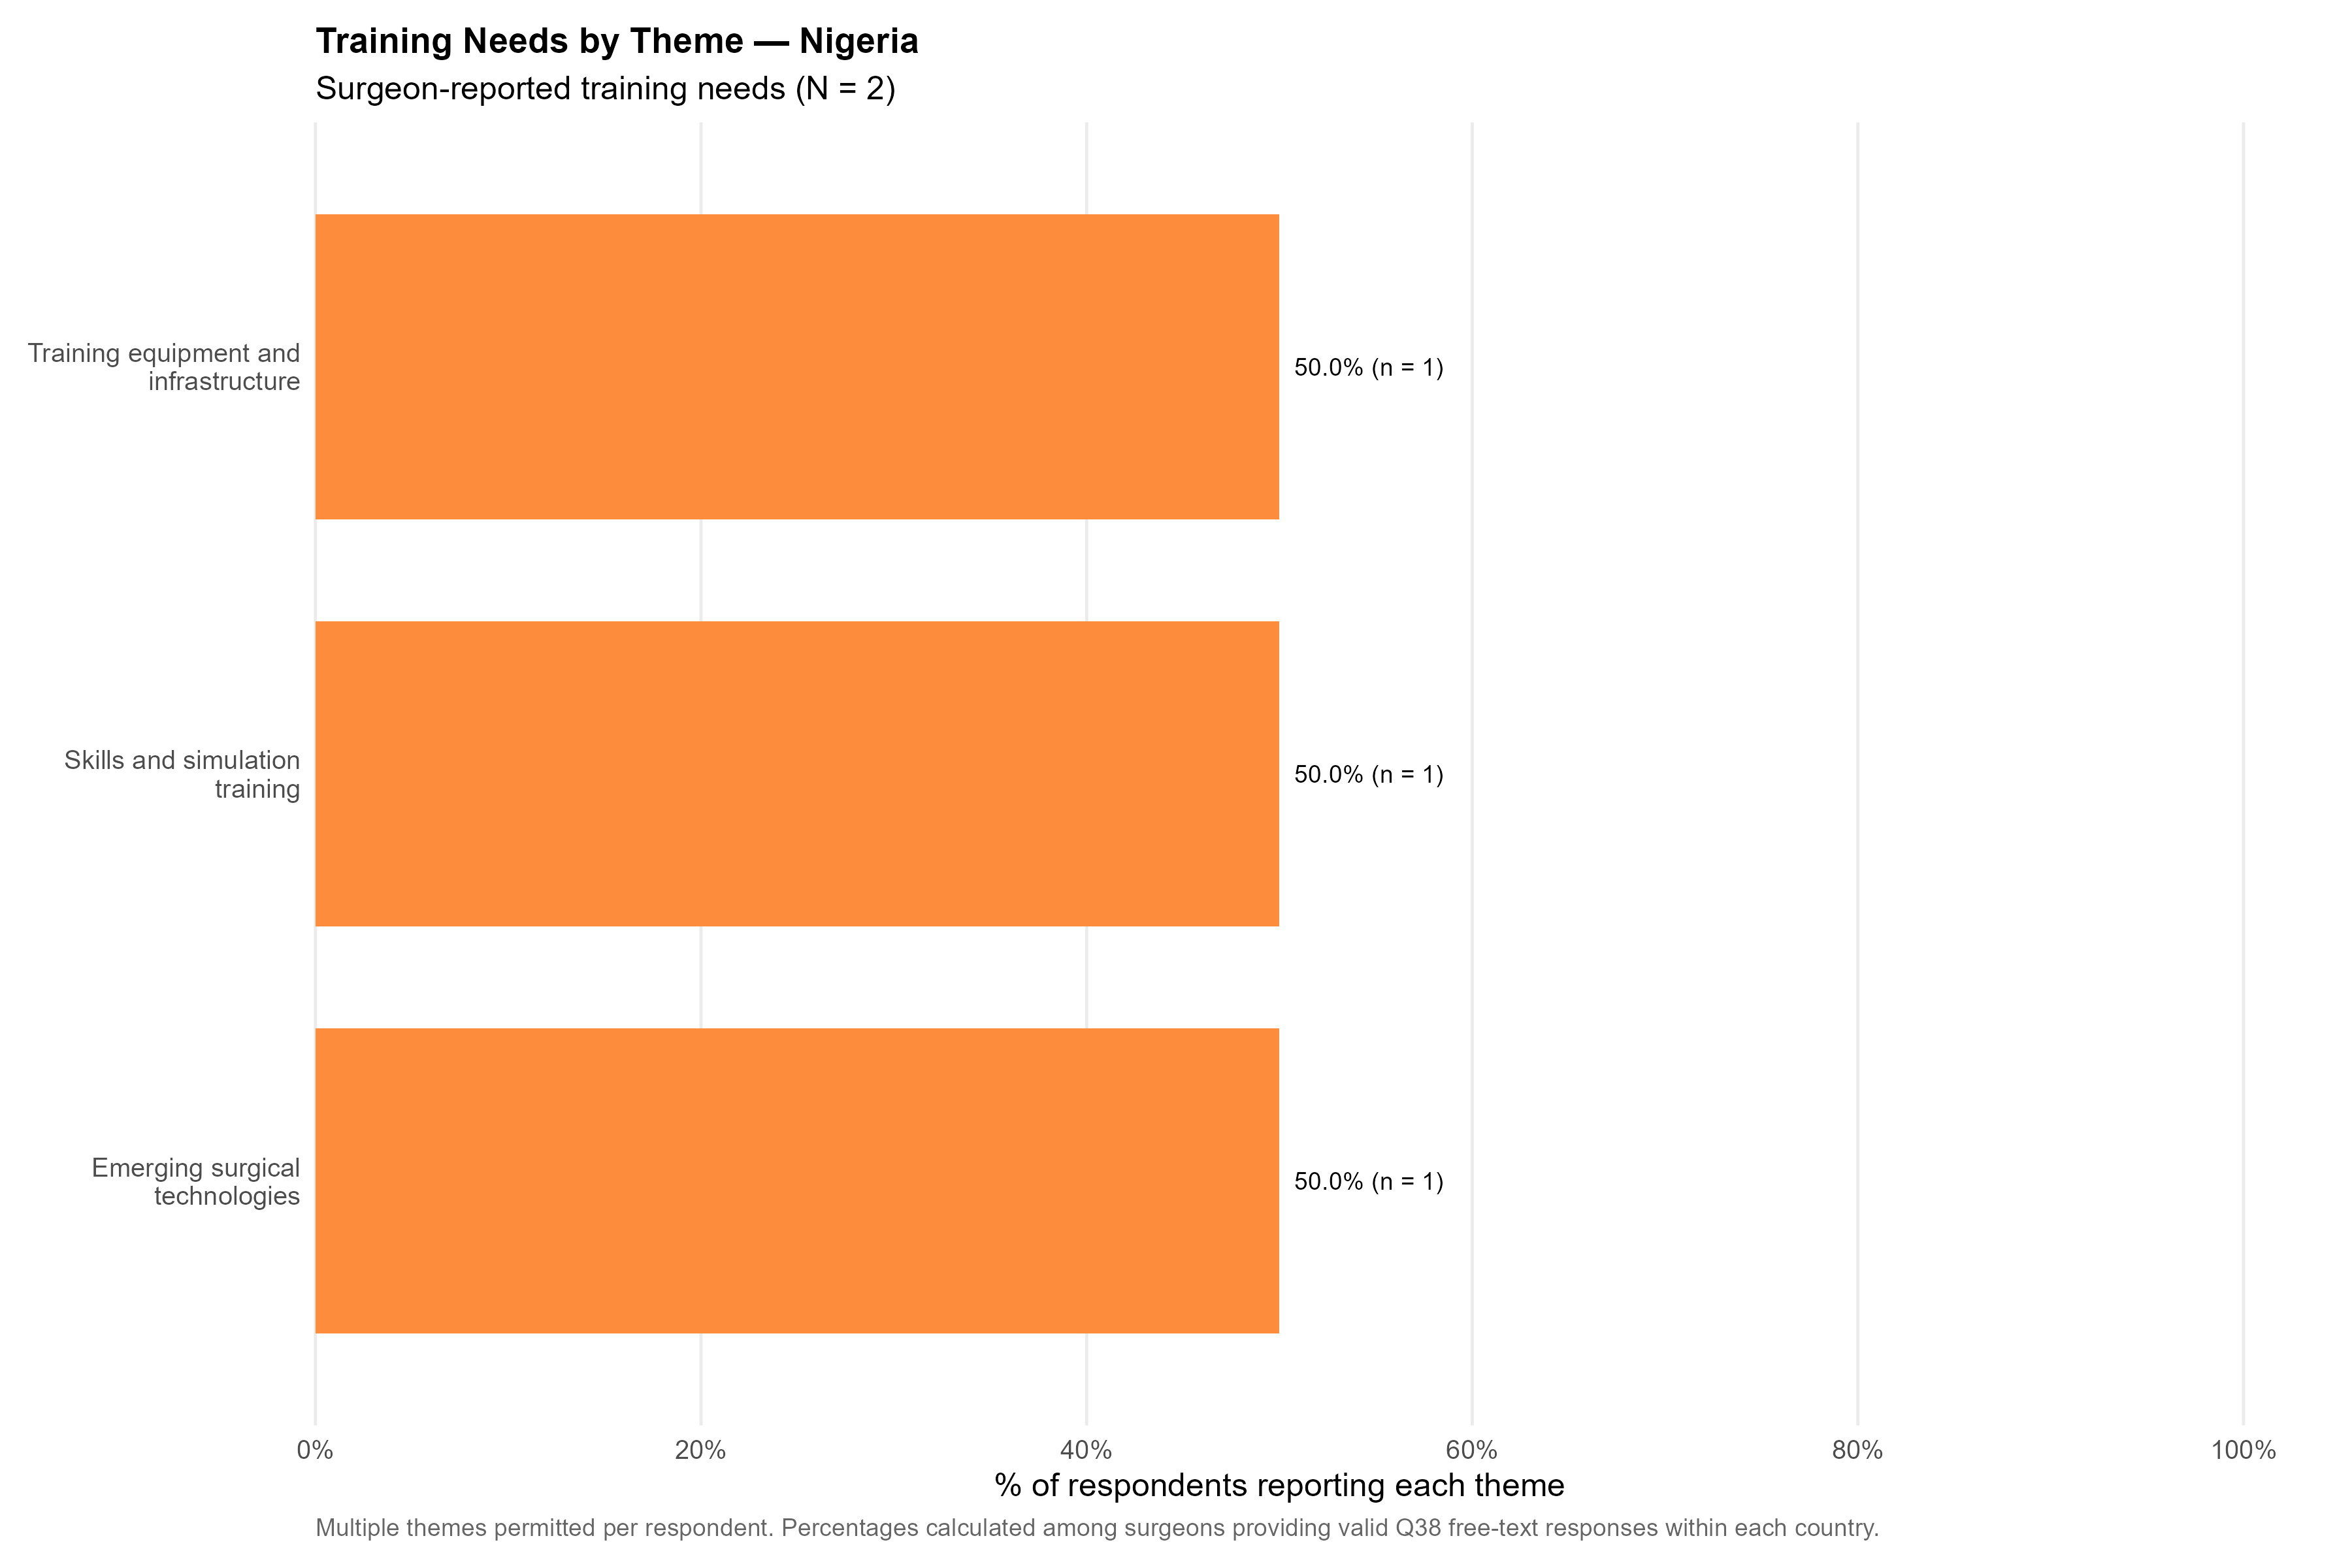 Training Needs by Theme — Nigeria
Surgeon-reported training needs (N = 2)
Training equipment and
infrastructure
50.0% (n = 1)
Skills and simulation
training
50.0% (n = 1)
Emerging surgical
technologies
50.0% (n = 1)
0% 20% 40% 60% 80% 100%
% of respondents reporting each theme
Multiple themes permitted per respondent. Percentages calculated among surgeons providing valid Q38 free-text responses within each country.